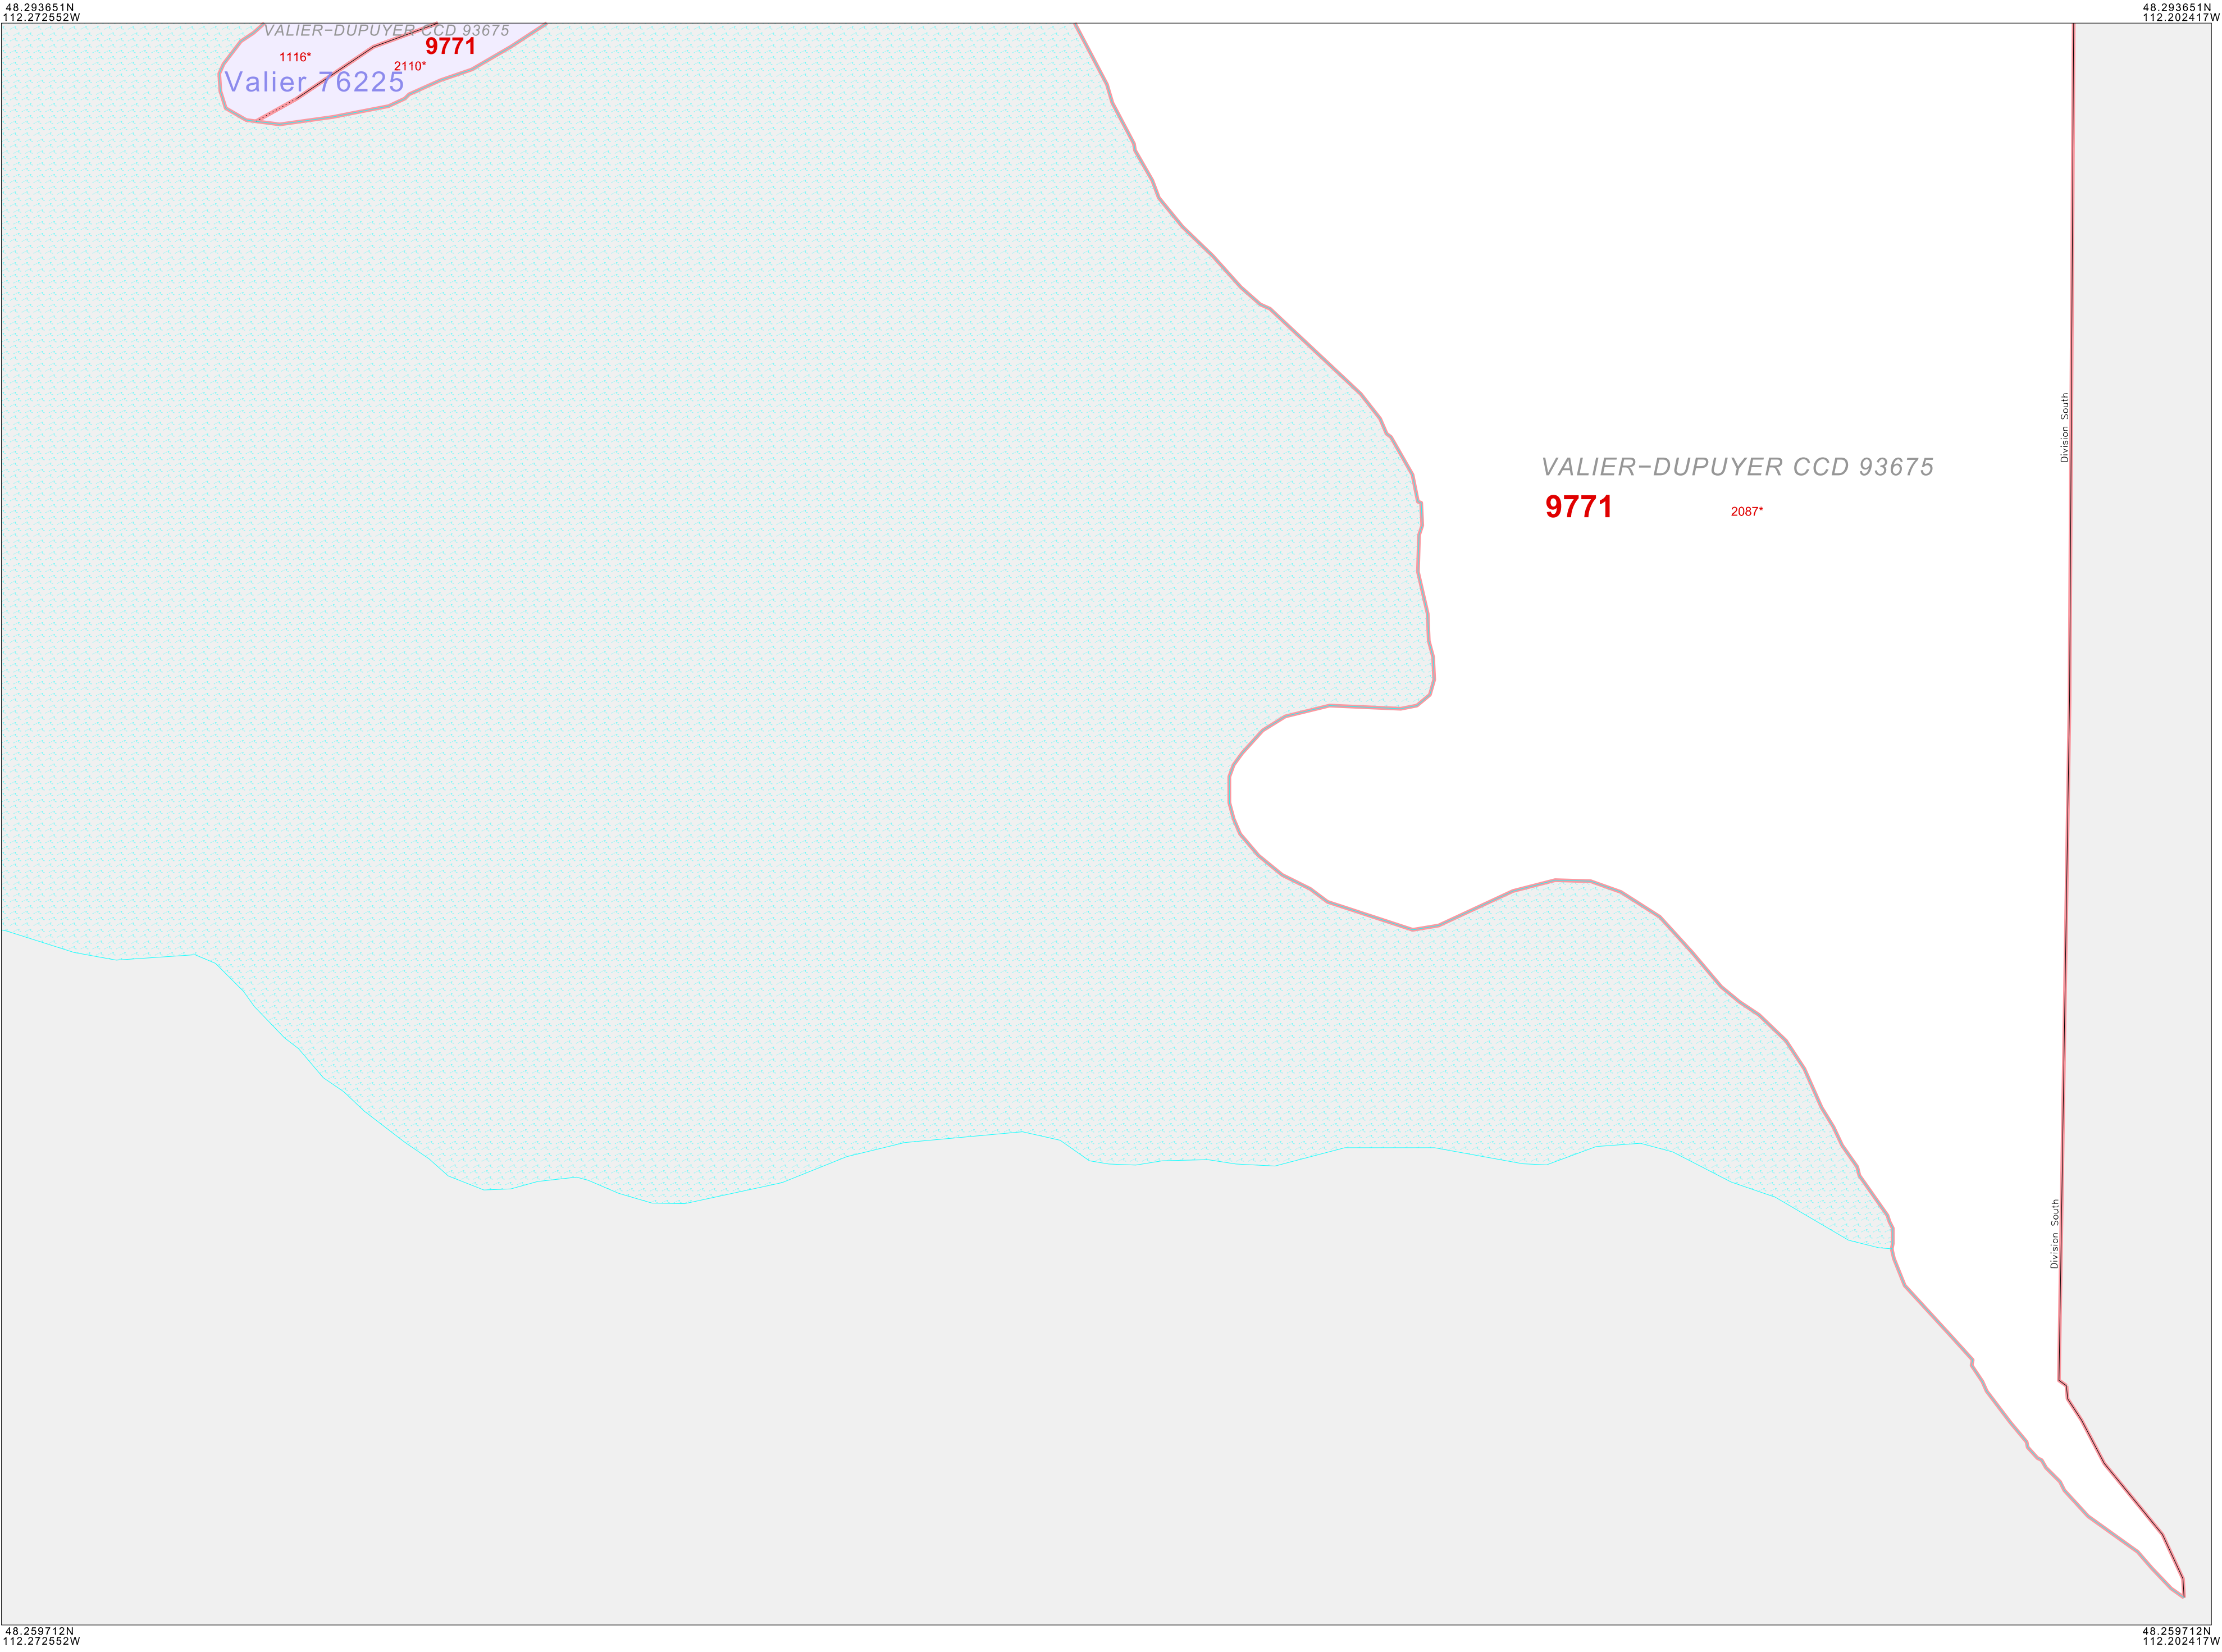 48.293651N
112.272552W
48.293651N
112.202417W
VALIER-DUPUYER CCD 93675
9771
1116*
2110*
Valier 76225
Division South
VALIER-DUPUYER CCD 93675
9771
2087*
Division South
48.259712N
112.272552W
48.259712N
112.202417W